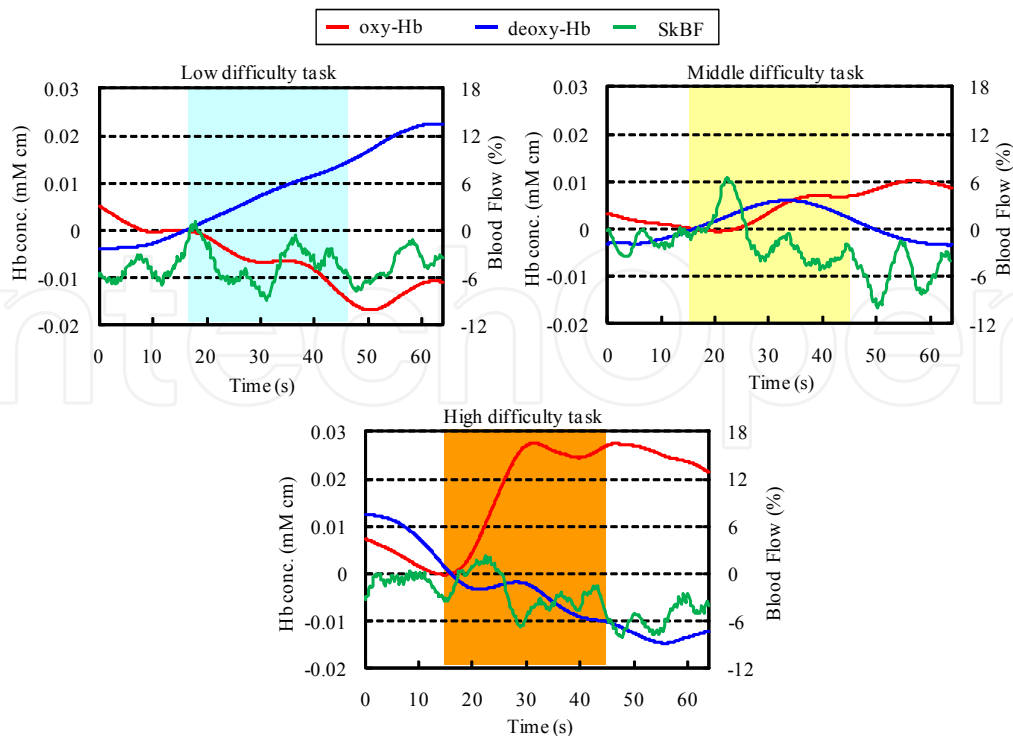 oxy-Hb deoxy-Hb SkBF
Low difficulty task
Hb conc. (mM cm)
0.03
0.02
0.01
0
-0.01
-0.02
18
12
6
0
-6
-12
Blood Flow (%)
0 10 20 30 40 50 60
Time (s)
Middle difficulty task
Hb conc. (mM cm)
0.03
0.02
0.01
0
-0.01
-0.02
18
12
6
0
-6
-12
Blood Flow (%)
0 10 20 30 40 50 60
Time (s)
High difficulty task
Hb conc. (mM cm)
0.03
0.02
0.01
0
-0.01
-0.02
18
12
6
0
-6
-12
Blood Flow (%)
0 10 20 30 40 50 60
Time (s)